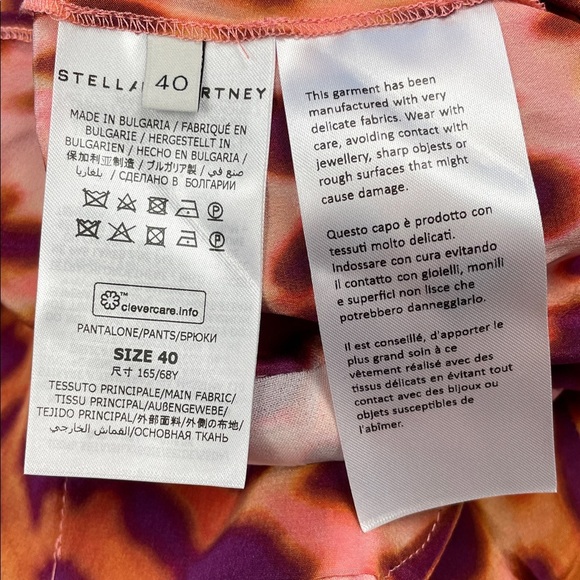 40
STELLA RTNEY
MADE IN BULGARIA / FABRIQUÉ EN
BULGARIE / HERGESTELLT IN
BULGARIEN / HECHO EN BULGARIA /
保加利亚制造 / ブルガリア製 / صنع في
بلغاريا / СДЕЛАНО В БОЛГАРИИ
™
clevercare.info
PANTALONE/PANTS/БРЮКИ
SIZE 40
尺寸 165/68Y
TESSUTO PRINCIPALE/MAIN FABRIC/
TISSU PRINCIPAL/AUßENGEWEBE/
TEJIDO PRINCIPAL/外部面料/外側の布地/
القماش الخارجي/ОСНОВНАЯ ТКАНЬ
This garment has been
manufactured with very
delicate fabrics. Wear with
care, avoiding contact with
jewellery, sharp objests or
rough surfaces that might
cause damage.
Questo capo è prodotto con
tessuti molto delicati.
Indossare con cura evitando
il contatto con gioielli, monili
e superfici non lisce che
potrebbero danneggiarlo.
Il est conseillé, d'apporter le
plus grand soin à ce
vêtement réalisé avec des
tissus délicats en évitant tout
contact avec des bijoux ou
objets susceptibles de
l'abîmer.